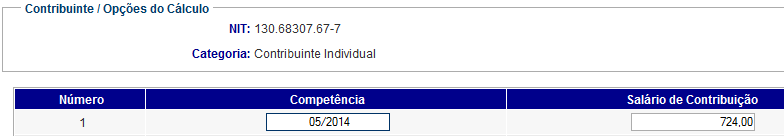 Contribuinte / Opções do Cálculo
NIT: 130.68307.67-7
Categoria: Contribuinte Individual
Número Competência Salário de Contribuição
1 05/2014 724,00